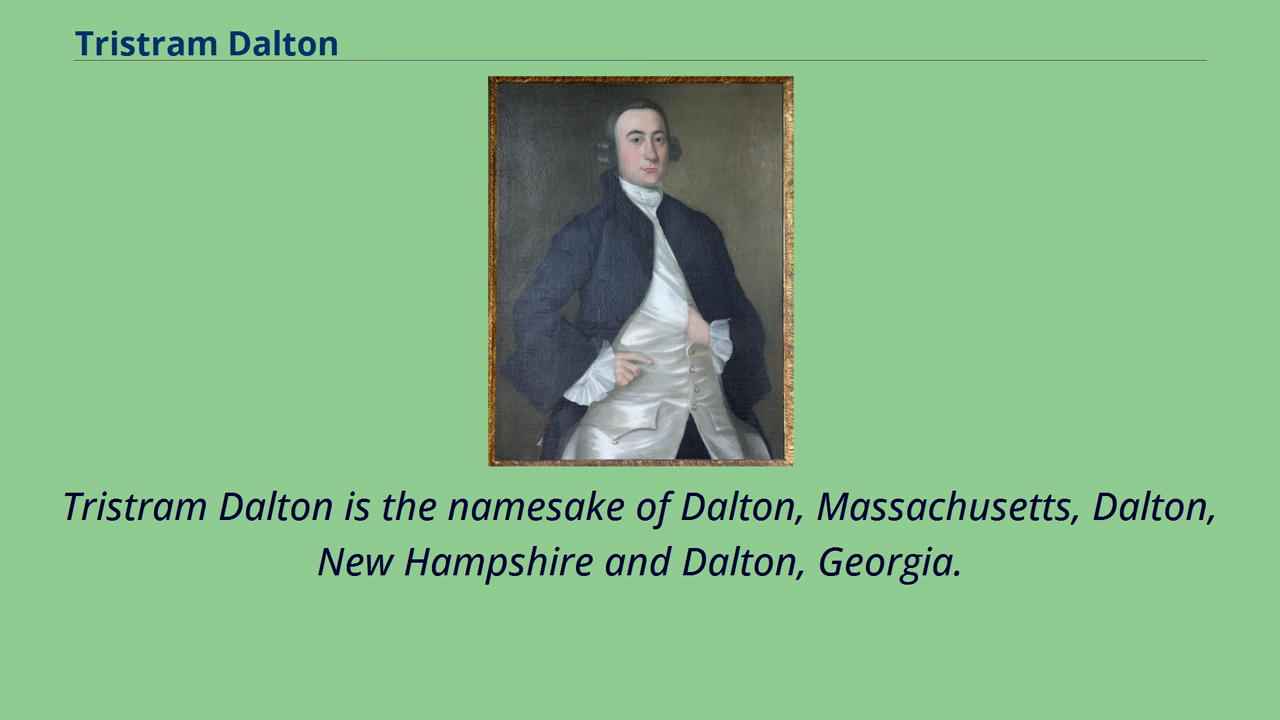 Tristram Dalton
Tristram Dalton is the namesake of Dalton, Massachusetts, Dalton,
New Hampshire and Dalton, Georgia.